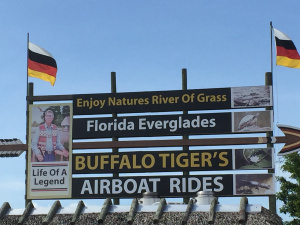 Enjoy Natures River Of Grass
Florida Everglades
BUFFALO TIGER'S
AIRBOAT RIDES
Life Of A
Legend